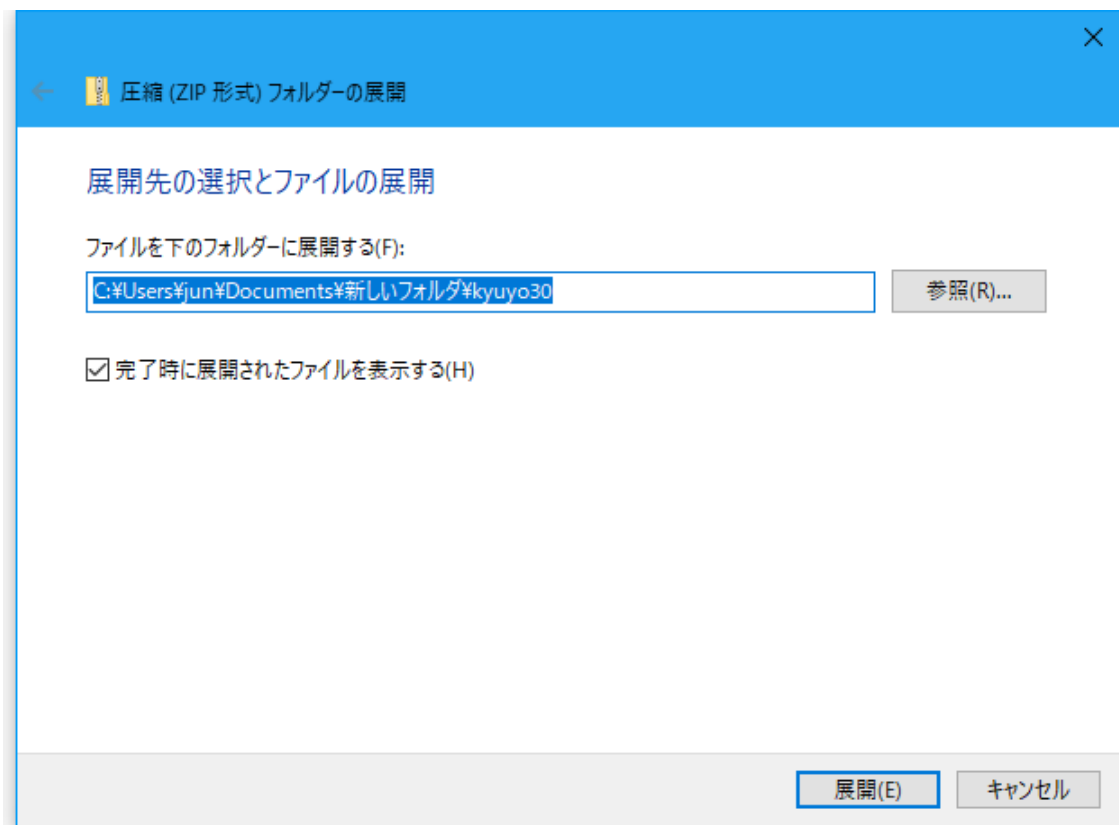 圧縮 (ZIP 形式) フォルダーの展開
展開先の選択とファイルの展開
ファイルを下のフォルダーに展開する(F):
C:¥Users¥jun¥Documents¥新しいフォルダ¥kyuyo30
参照(R)...
完了時に展開されたファイルを表示する(H)
展開(E)
キャンセル